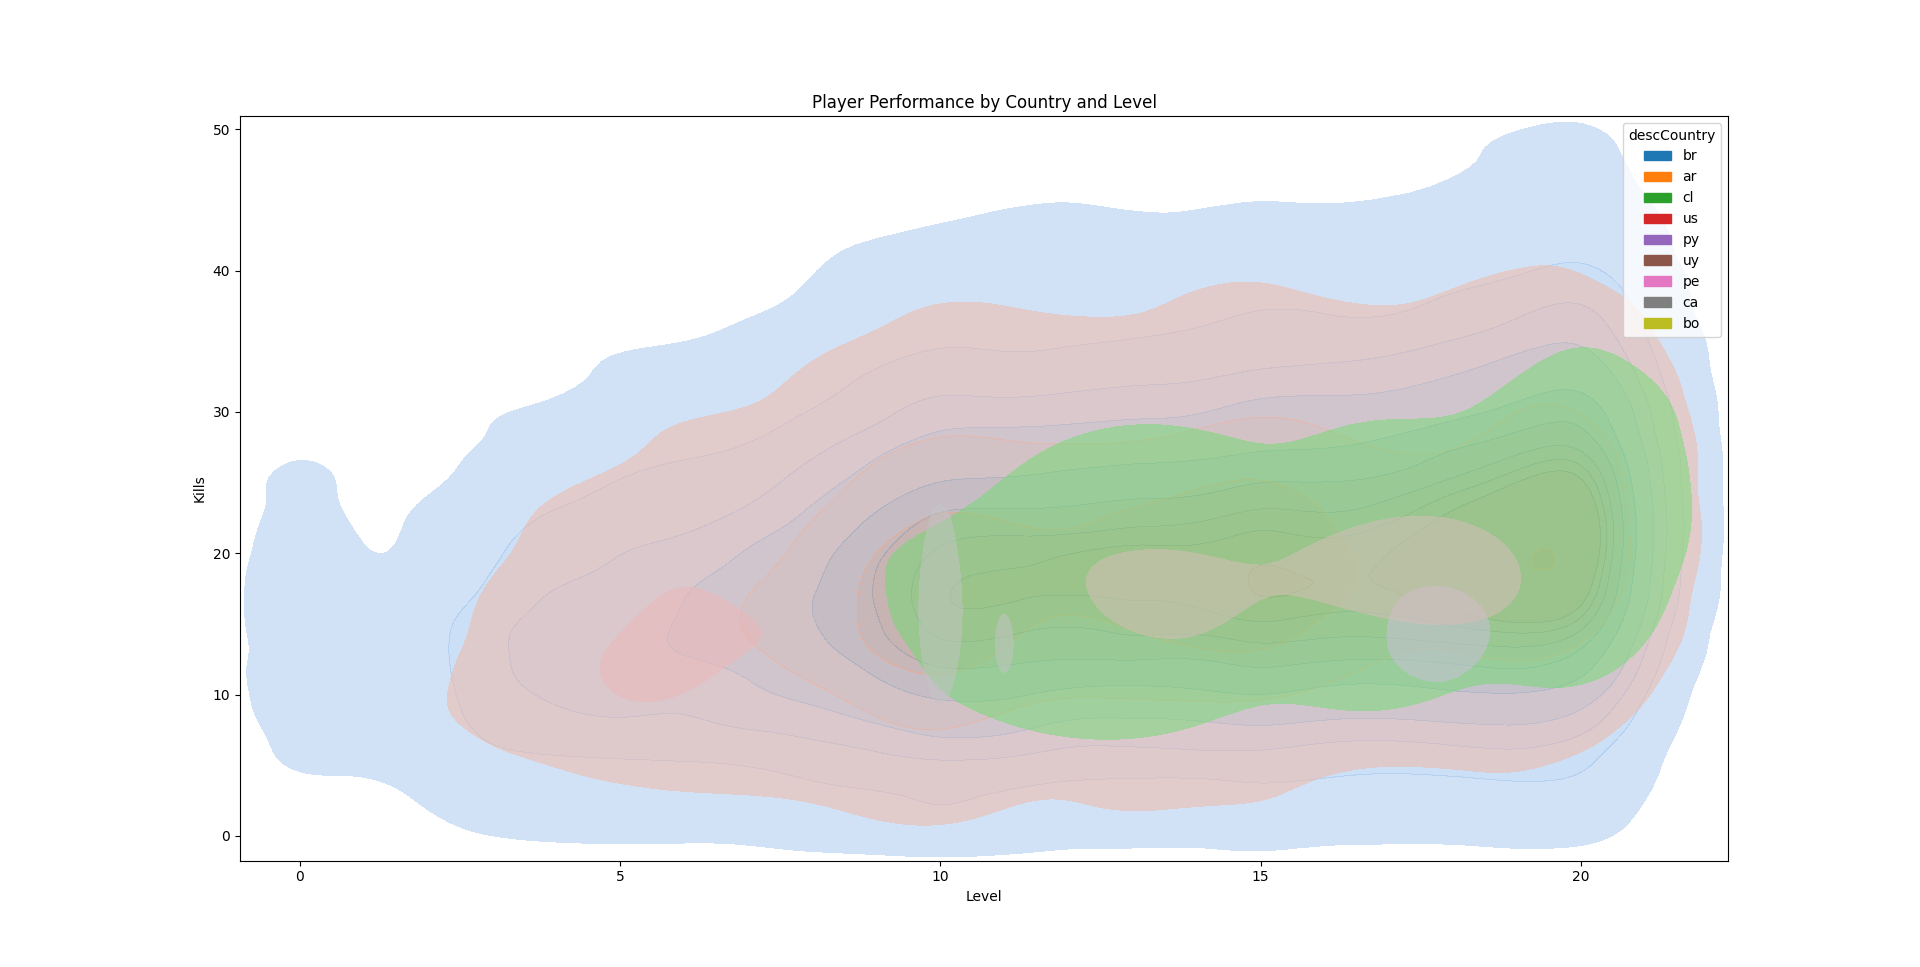 Player Performance by Country and Level
descCountry
br
ar
cl
us
py
uy
pe
ca
bo
Kills
50
40
30
20
10
0
0 5 10 15 20
Level